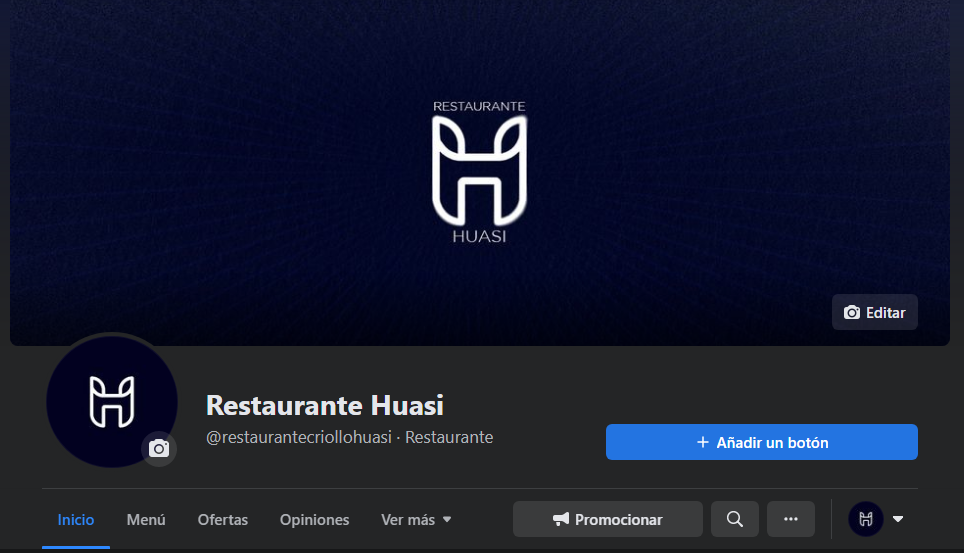 RESTAURANTE
HUASI
Editar
Restaurante Huasi
@restaurantecriollohuasi · Restaurante
+ Añadir un botón
Inicio Menú Ofertas Opiniones Ver más Promocionar